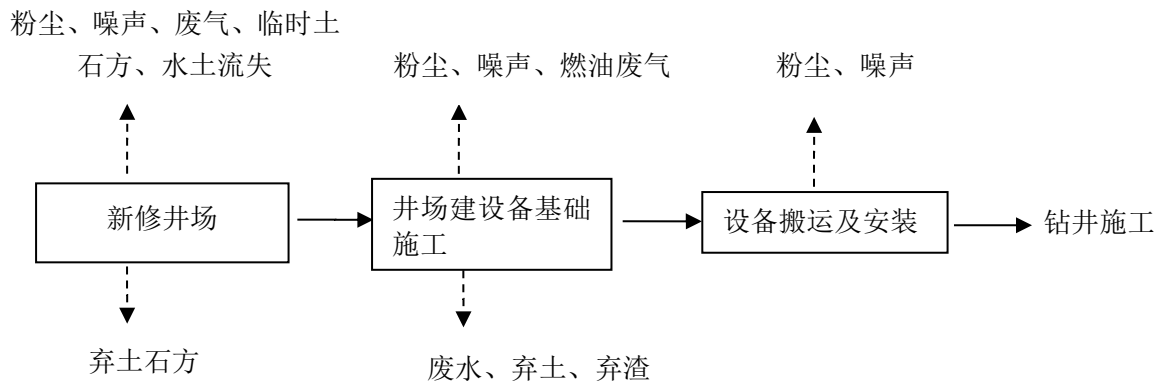 粉尘、噪声、废气、临时土
石方、水土流失
粉尘、噪声、燃油废气
粉尘、噪声
新修井场
井场建设备基础
施工
设备搬运及安装
钻井施工
弃土石方
废水、弃土、弃渣